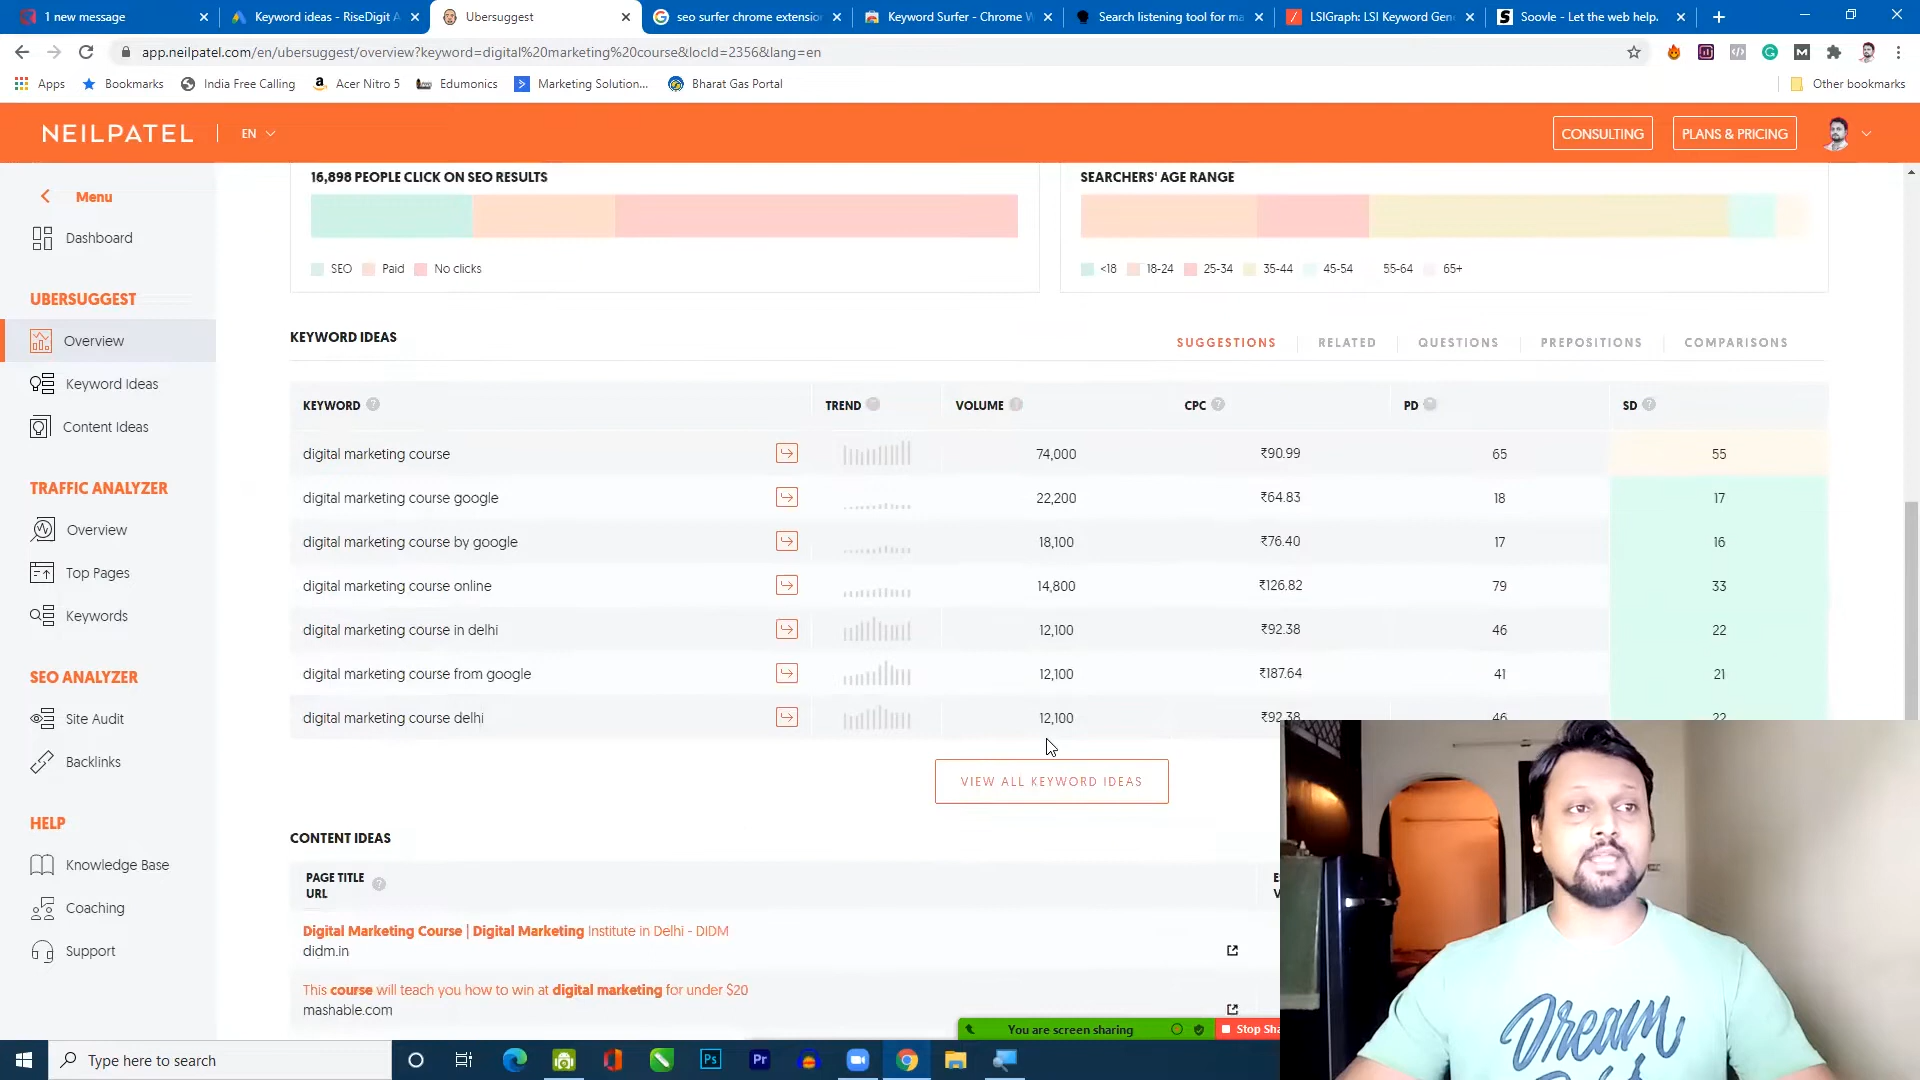 1 new message
Keyword ideas - RiseDigit A
Ubersuggest
seo surfer chrome extensio
Keyword Surfer - Chrome W
Search listening tool for ma
LSIGraph: LSI Keyword Gen
Soovle - Let the web help.
app.neilpatel.com/en/ubersuggest/overview?keyword=digital%20marketing%20course&locId=2356&lang=en
Apps
Bookmarks
India Free Calling
Acer Nitro 5
Edumonics
Marketing Solution...
Bharat Gas Portal
Other bookmarks
NEILPATEL
EN
CONSULTING
PLANS & PRICING
Menu
Dashboard
UBERSUGGEST
Overview
Keyword Ideas
Content Ideas
TRAFFIC ANALYZER
Overview
Top Pages
Keywords
SEO ANALYZER
Site Audit
Backlinks
HELP
Knowledge Base
Coaching
Support
16,898 PEOPLE CLICK ON SEO RESULTS
SEO Paid No clicks
SEARCHERS' AGE RANGE
<18 18-24 25-34 35-44 45-54 55-64 65+
KEYWORD IDEAS
SUGGESTIONS RELATED QUESTIONS PREPOSITIONS COMPARISONS
KEYWORD TREND VOLUME CPC PD SD
digital marketing course 74,000 ₹90.99 65 55
digital marketing course google 22,200 ₹64.83 18 17
digital marketing course by google 18,100 ₹76.40 17 16
digital marketing course online 14,800 ₹126.82 79 33
digital marketing course in delhi 12,100 ₹92.38 46 22
digital marketing course from google 12,100 ₹187.64 41 21
digital marketing course delhi 12,100 ₹92.38 46 22
VIEW ALL KEYWORD IDEAS
CONTENT IDEAS
PAGE TITLE
URL
Digital Marketing Course | Digital Marketing Institute in Delhi - DIDM
didm.in
This course will teach you how to win at digital marketing for under $20
mashable.com
You are screen sharing
Stop Sha
Dream
Type here to search
Ps
Pr